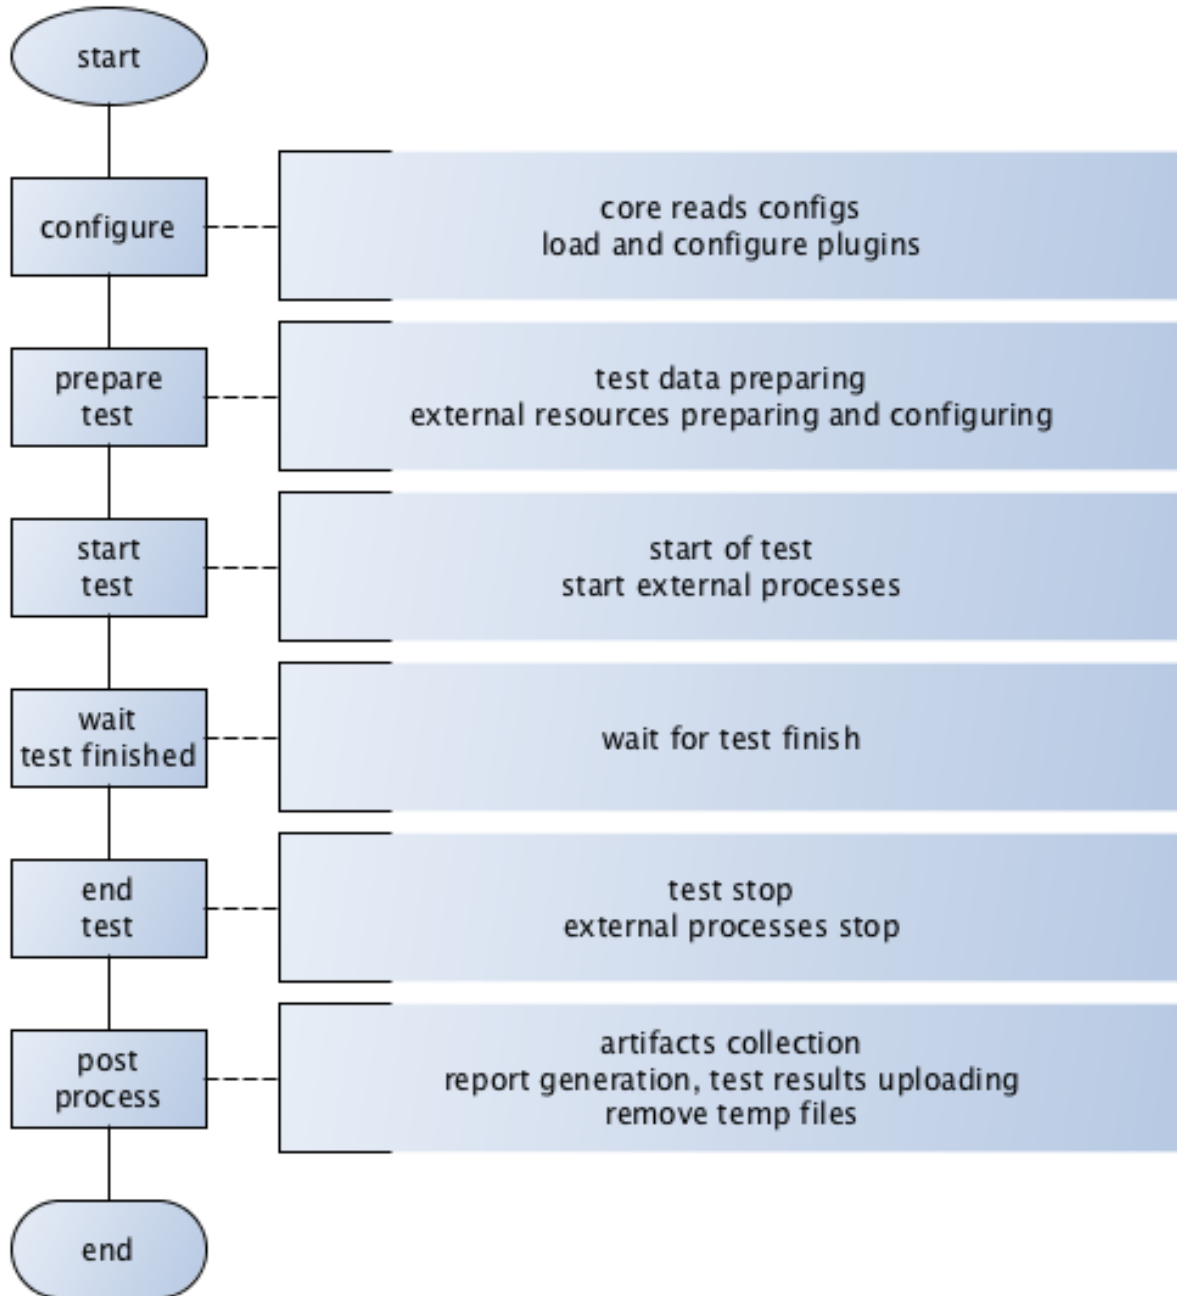 start
configure
core reads configs
load and configure plugins
prepare
test
test data preparing
external resources preparing and configuring
start
test
start of test
start external processes
wait
test finished
wait for test finish
end
test
test stop
external processes stop
post
process
artifacts collection
report generation, test results uploading
remove temp files
end